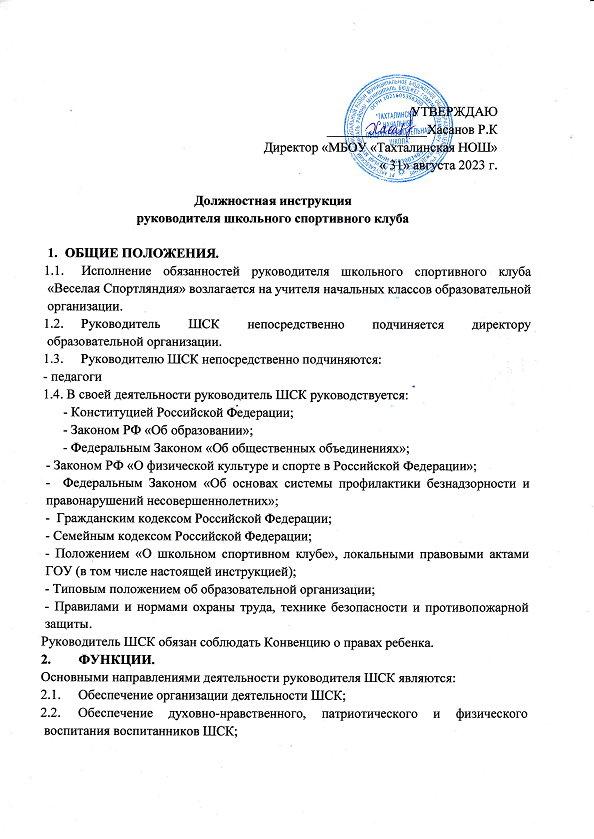 УТВЕРЖДАЮ
Хасанов Р.К
Директор «МБОУ «Тахталинская НОШ»
« 31» августа 2023 г.
"ТАХТАЛИНСКАЯ
НАЧАЛЬНАЯ
ШКОЛА"
Должностная инструкция
руководителя школьного спортивного клуба
1. ОБЩИЕ ПОЛОЖЕНИЯ.
1.1. Исполнение обязанностей руководителя школьного спортивного клуба
«Веселая Спортляндия» возлагается на учителя начальных классов образовательной
организации.
1.2. Руководитель ШСК непосредственно подчиняется директору
образовательной организации.
1.3. Руководителю ШСК непосредственно подчиняются:
- педагоги
1.4. В своей деятельности руководитель ШСК руководствуется:
- Конституцией Российской Федерации;
- Законом РФ «Об образовании»;
- Федеральным Законом «Об общественных объединениях»;
- Законом РФ «О физической культуре и спорте в Российской Федерации»;
- Федеральным Законом «Об основах системы профилактики безнадзорности и
правонарушений несовершеннолетних»;
- Гражданским кодексом Российской Федерации;
- Семейным кодексом Российской Федерации;
- Положением «О школьном спортивном клубе», локальными правовыми актами
ГОУ (в том числе настоящей инструкцией);
- Типовым положением об образовательной организации;
- Правилами и нормами охраны труда, технике безопасности и противопожарной
защиты.
Руководитель ШСК обязан соблюдать Конвенцию о правах ребенка.
2. ФУНКЦИИ.
Основными направлениями деятельности руководителя ШСК являются:
2.1. Обеспечение организации деятельности ШСК;
2.2. Обеспечение духовно-нравственного, патриотического и физического
воспитания воспитанников ШСК;